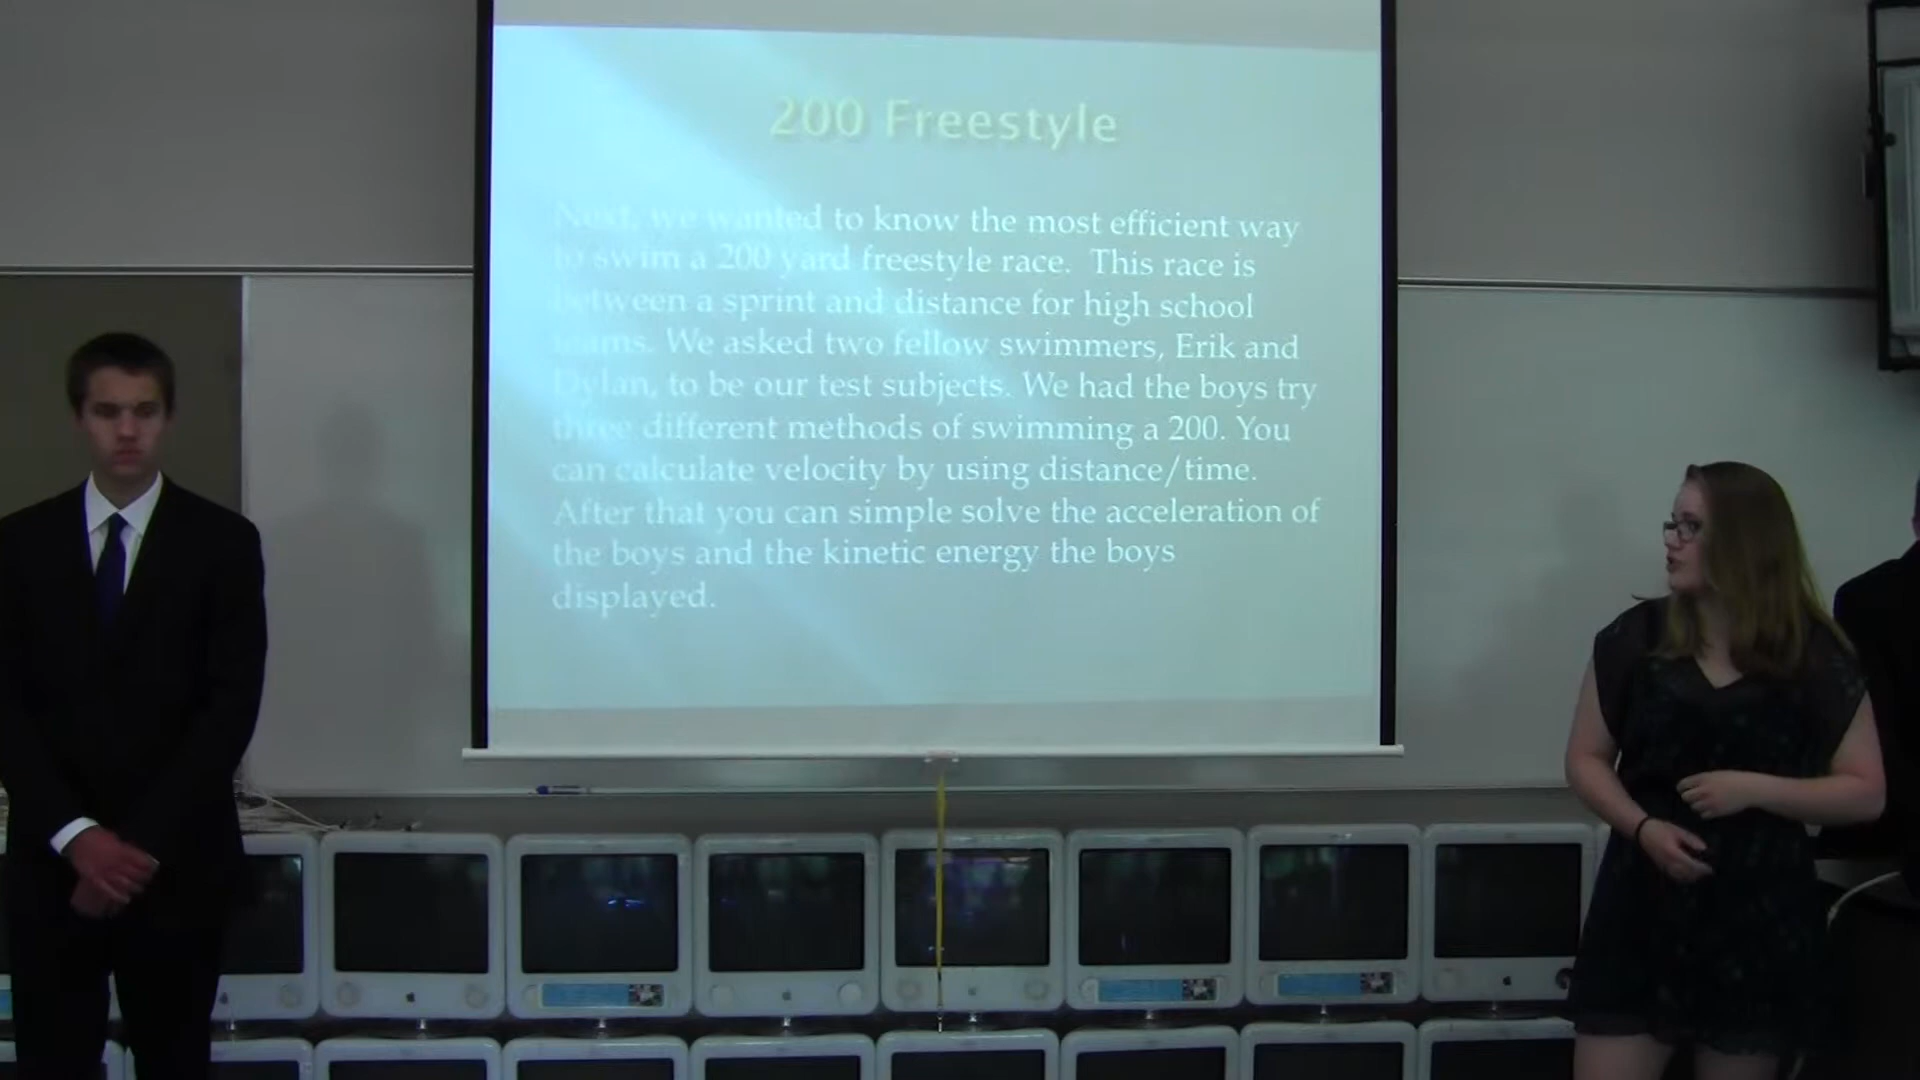 200 Freestyle
Next, we wanted to know the most efficient way
to swim a 200 yard freestyle race. This race is
between a sprint and distance for high school
teams. We asked two fellow swimmers, Erik and
Dylan, to be our test subjects. We had the boys try
three different methods of swimming a 200. You
can calculate velocity by using distance/time.
After that you can simple solve the acceleration of
the boys and the kinetic energy the boys
displayed.